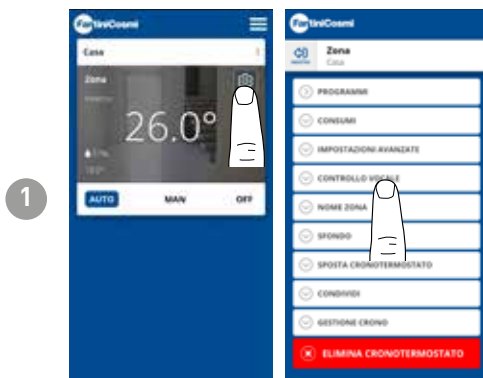 1
FantiniCosmi
Casa
Zona
26.0°
AUTO MAN OFF
FantiniCosmi
Zona
Casa
PROGRAMMI
CONSUMI
IMPOSTAZIONI AVANZATE
CONTROLLO VOCALE
NOME ZONA
SFONDO
SPOSTA CRONOTERMOSTATO
CONDIVIDI
GESTIONE CRONO
ELIMINA CRONOTERMOSTATO